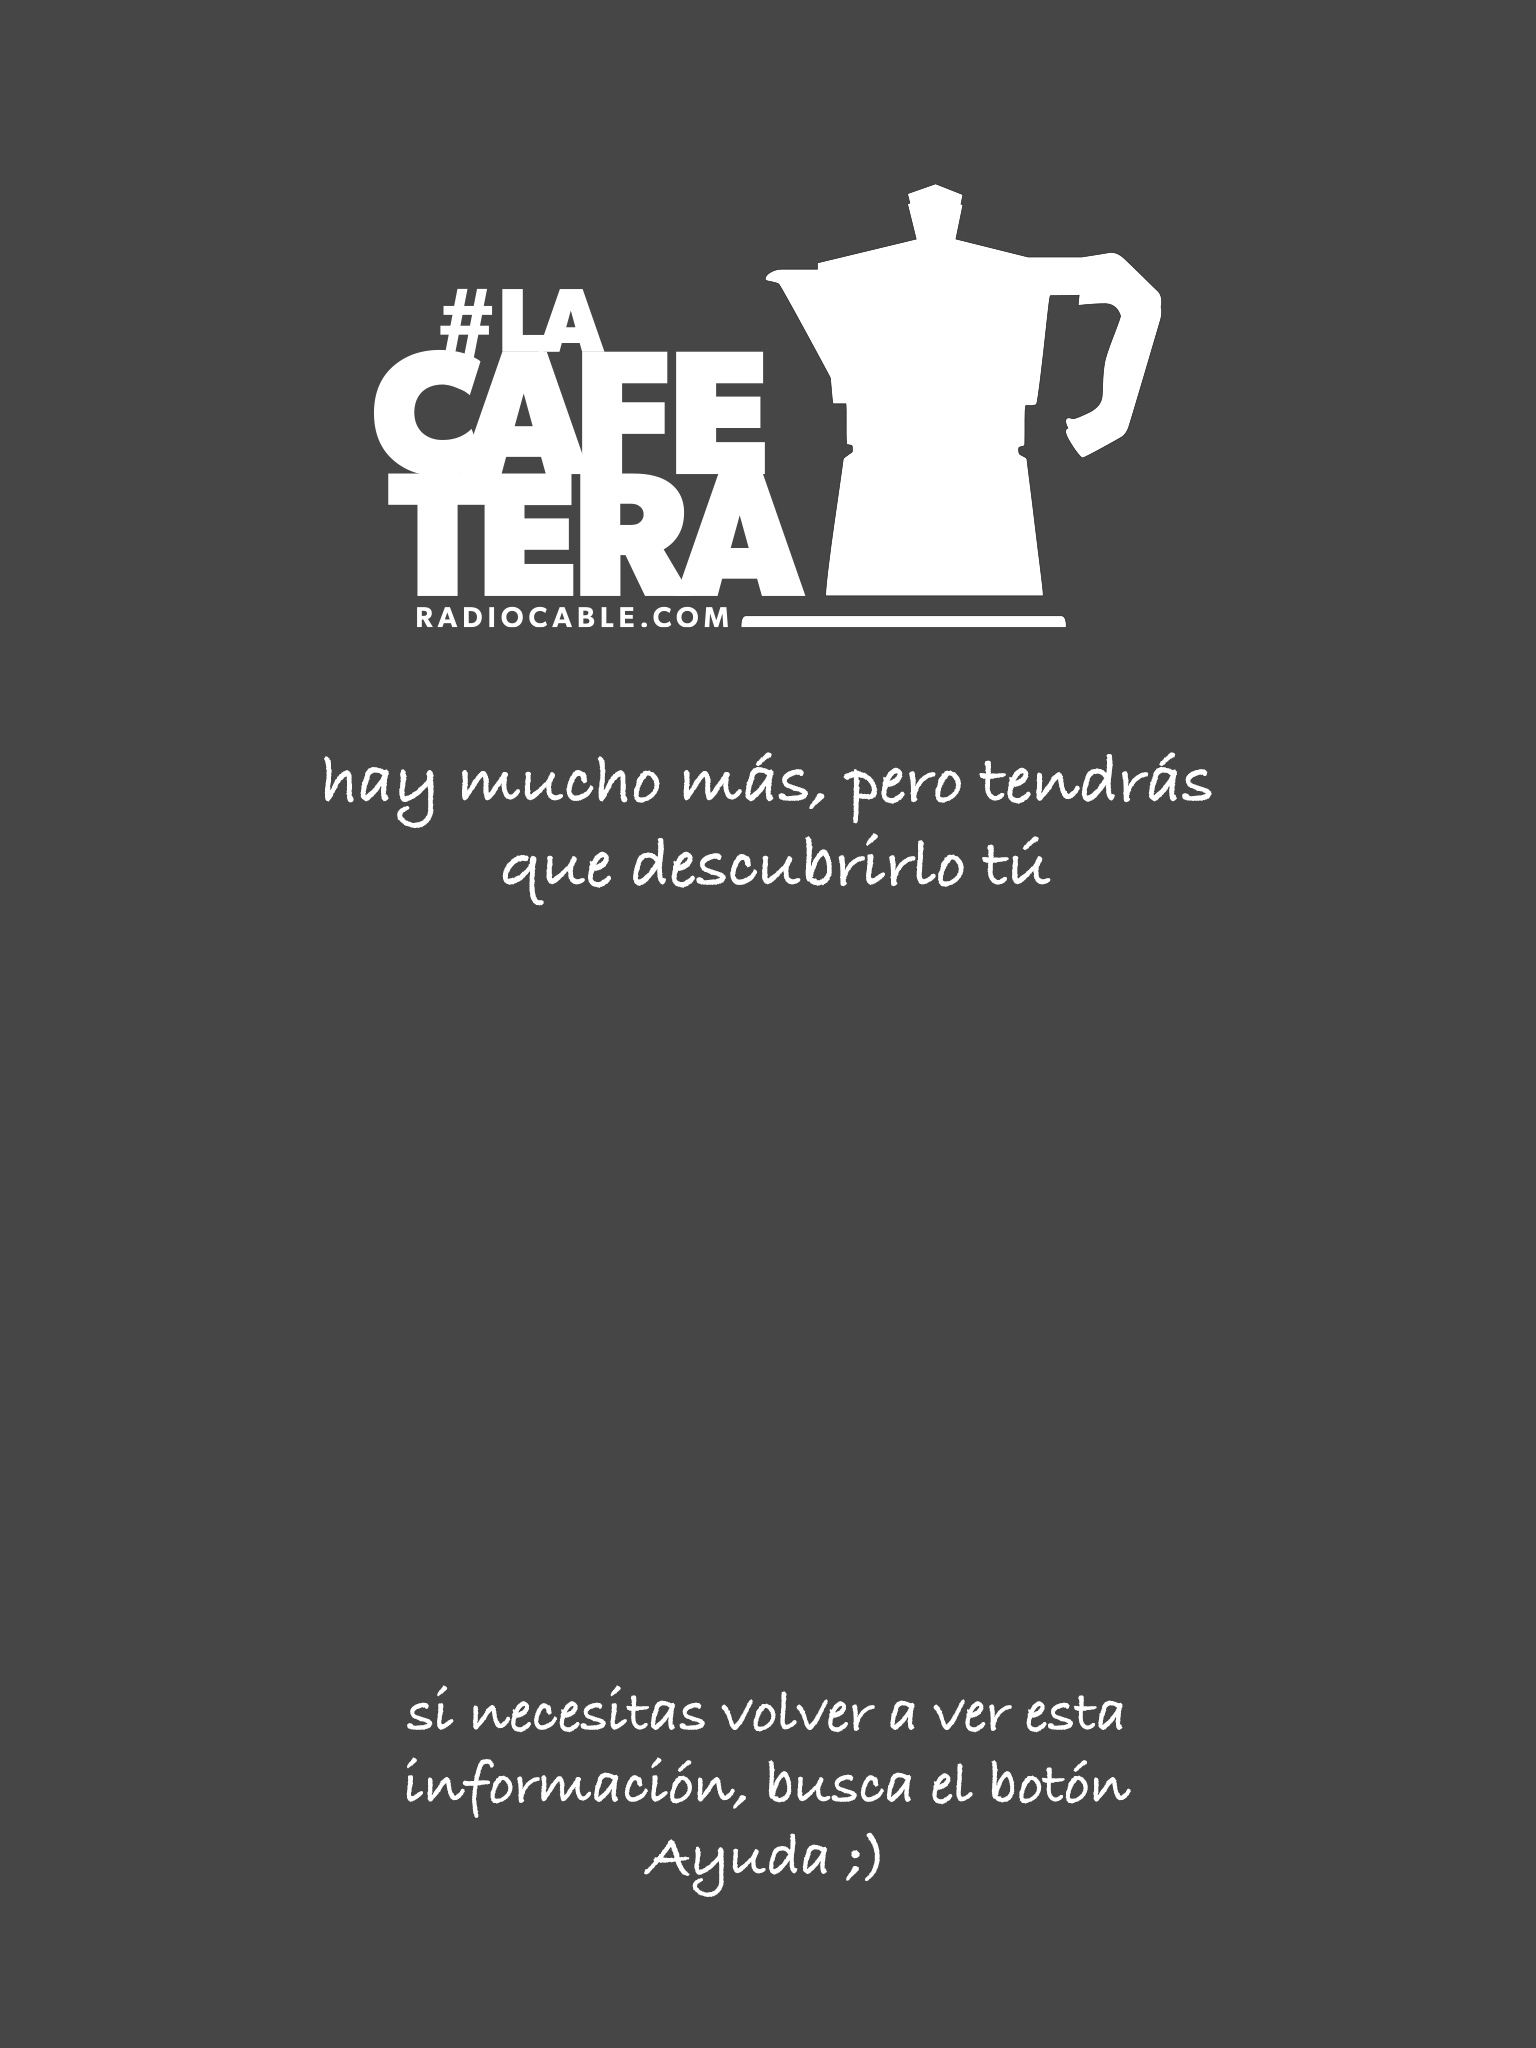 #LA
CAFE
TERA
RADIOCABLE.COM
hay mucho más, pero tendrás
que descubrirlo tú
si necesitas volver a ver esta
información, busca el botón
Ayuda ;)